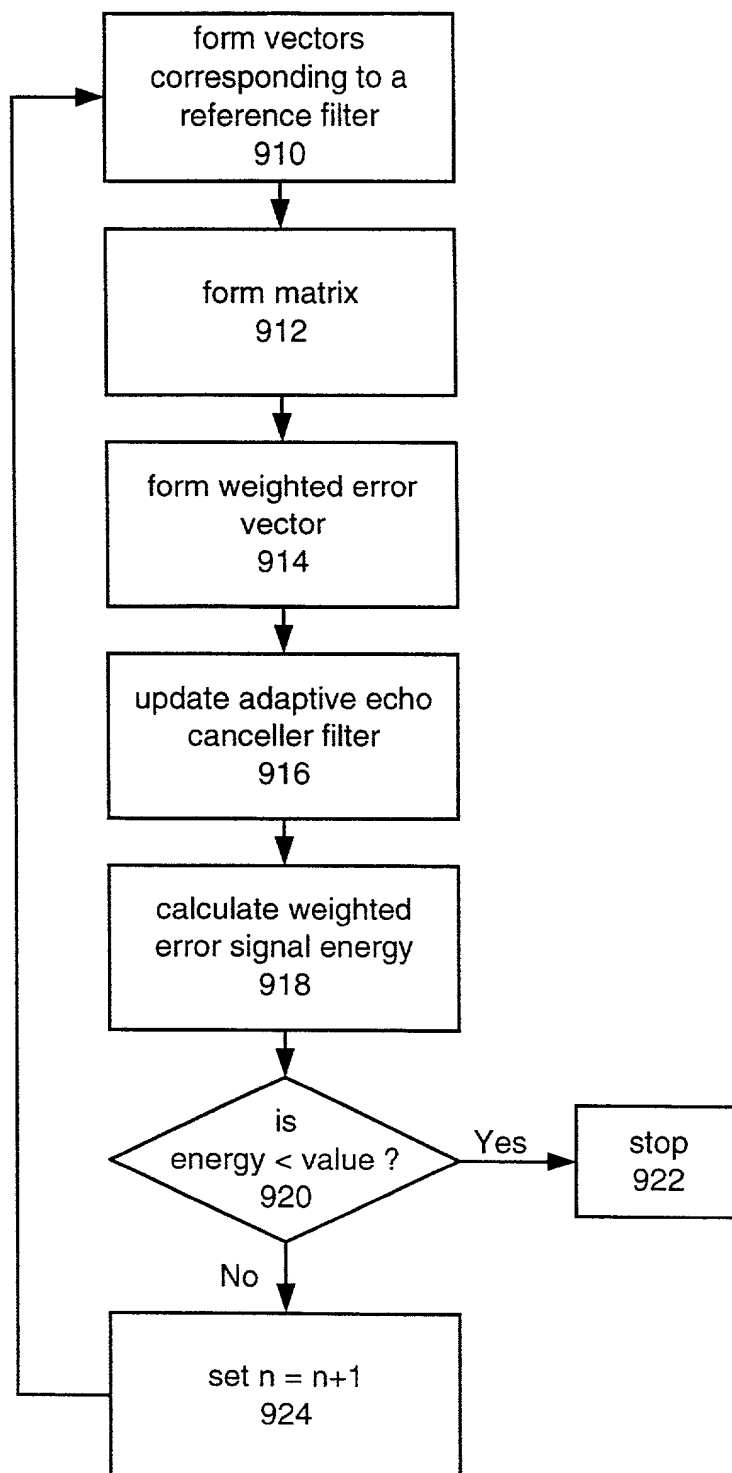 form vectors
corresponding to a
reference filter
910
form matrix
912
form weighted error
vector
914
update adaptive echo
canceller filter
916
calculate weighted
error signal energy
918
is
energy < value ?
920
Yes
stop
922
No
set n = n+1
924